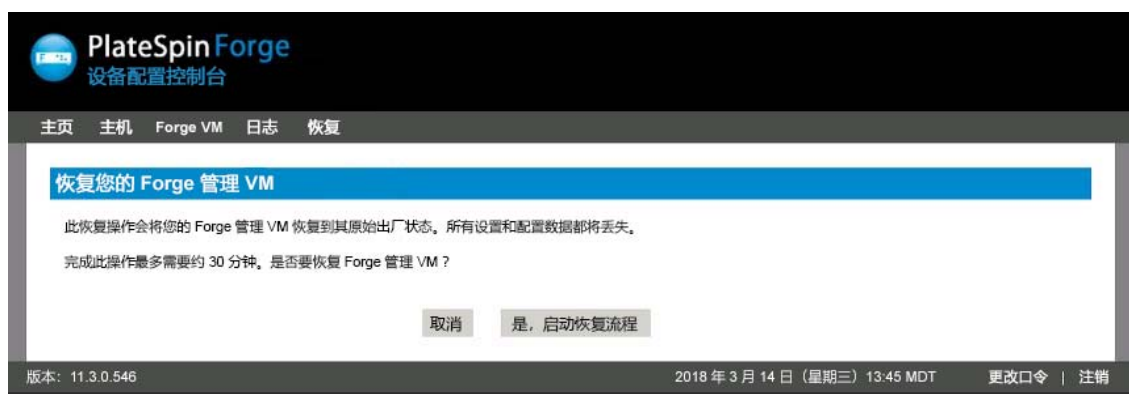 PlateSpin Forge
设备配置控制台
主页 主机 Forge VM 日志 恢复
恢复您的 Forge 管理 VM
此恢复操作会将您的 Forge 管理 VM 恢复到其原始出厂状态。所有设置和配置数据都将丢失。
完成此操作最多需要约 30 分钟。是否要恢复 Forge 管理 VM？
取消 是，启动恢复流程
版本：11.3.0.546 2018 年 3 月 14 日（星期三）13:45 MDT 更改口令 | 注销